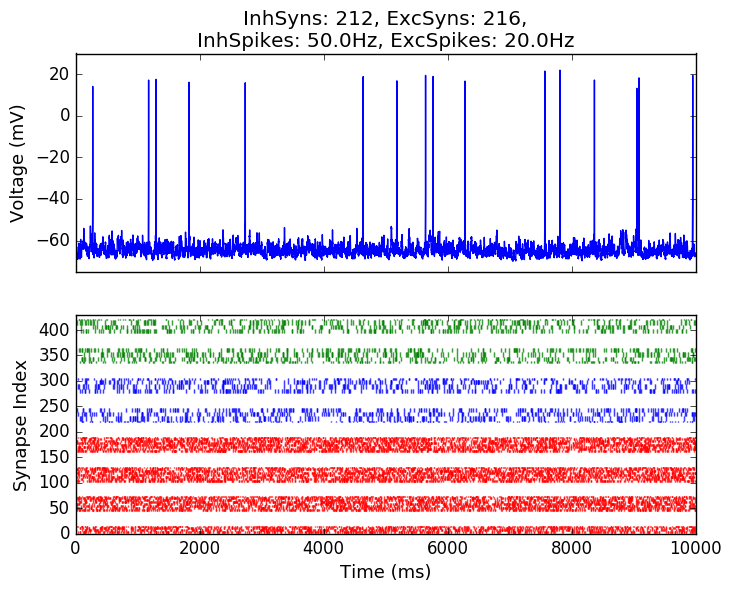 InhSyns: 212, ExcSyns: 216,
InhSpikes: 50.0Hz, ExcSpikes: 20.0Hz
20
0
−20
−40
−60
Voltage (mV)
400
350
300
250
200
150
100
50
0
Synapse Index
0 2000 4000 6000 8000 10000
Time (ms)